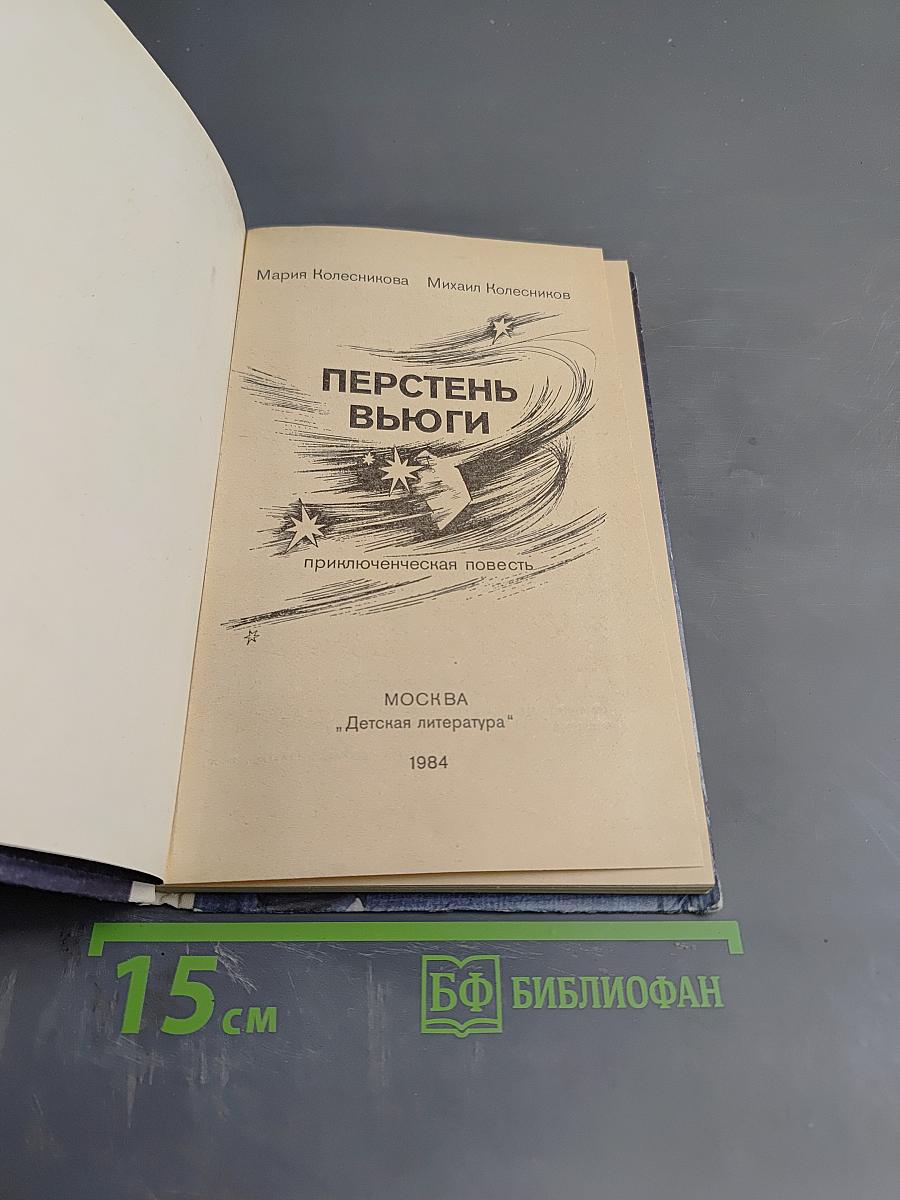 Мария Колесникова Михаил Колесников
ПЕРСТЕНЬ
ВЬЮГИ
приключенческая повесть
МОСКВА
„Детская литература“
1984
15 см
БФ БИБЛИОФАН